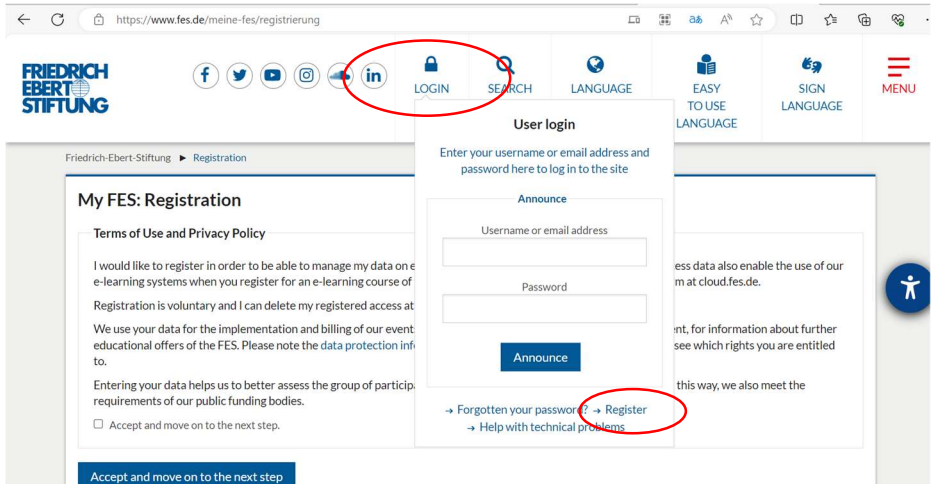 https://www.fes.de/meine-fes/registrierung
FRIEDRICH
EBERT
STIFTUNG
LOGIN
SEARCH
LANGUAGE
EASY
TO USE
LANGUAGE
SIGN
LANGUAGE
MENU
User login
Enter your username or email address and
password here to log in to the site
Announce
Username or email address
Password
Announce
→ Forgotten your password? → Register
→ Help with technical problems
Friedrich-Ebert-Stiftung ► Registration
My FES: Registration
Terms of Use and Privacy Policy
I would like to register in order to be able to manage my data on e ess data also enable the use of our
e-learning systems when you register for an e-learning course of m at cloud.fes.de.
Registration is voluntary and I can delete my registered access at
We use your data for the implementation and billing of our event ent, for information about further
educational offers of the FES. Please note the data protection info see which rights you are entitled
to.
Entering your data helps us to better assess the group of particip this way, we also meet the
requirements of our public funding bodies.
Accept and move on to the next step.
Accept and move on to the next step